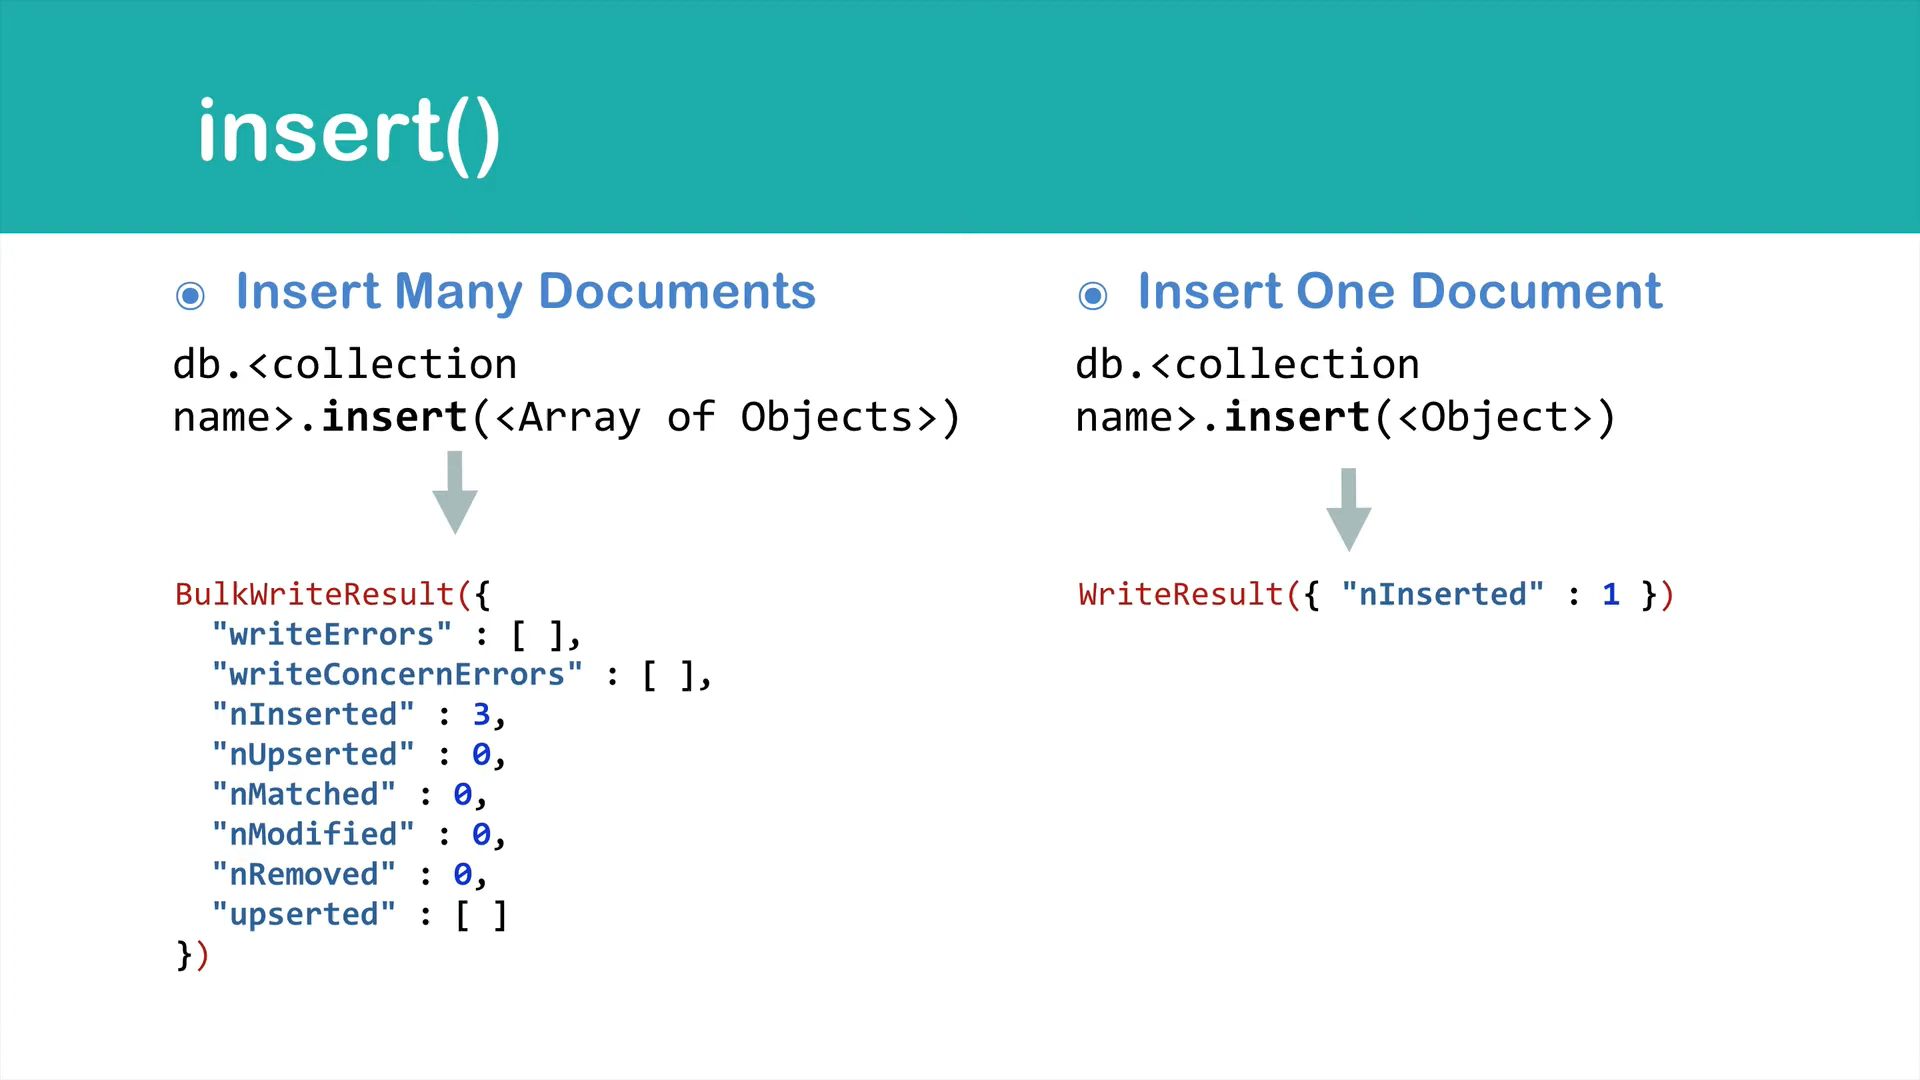 insert()
Insert Many Documents
db.<collection
name>.insert(<Array of Objects>)
BulkWriteResult({
"writeErrors" : [ ],
"writeConcernErrors" : [ ],
"nInserted" : 3,
"nUpserted" : 0,
"nMatched" : 0,
"nModified" : 0,
"nRemoved" : 0,
"upserted" : [ ]
})
Insert One Document
db.<collection
name>.insert(<Object>)
WriteResult({ "nInserted" : 1 })